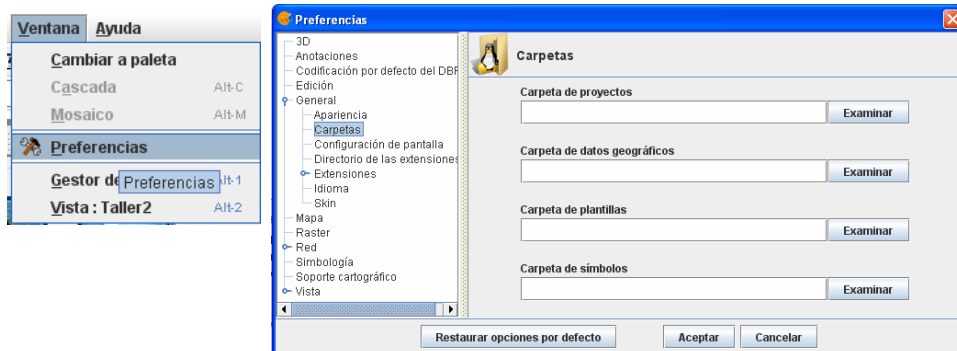 Ventana Ayuda
Cambiar a paleta
Cascada Alt-C
Mosaico Alt-M
Preferencias
Gestor de Preferencias Alt-1
Vista : Taller2 Alt-2
Preferencias
3D
Anotaciones
Codificación por defecto del DBF
Edición
General
Apariencia
Carpetas
Configuración de pantalla
Directorio de las extensiones
Extensiones
Idioma
Skin
Mapa
Raster
Red
Simbología
Soporte cartográfico
Vista
Carpetas
Carpeta de proyectos
Examinar
Carpeta de datos geográficos
Examinar
Carpeta de plantillas
Examinar
Carpeta de símbolos
Examinar
Restaurar opciones por defecto Aceptar Cancelar